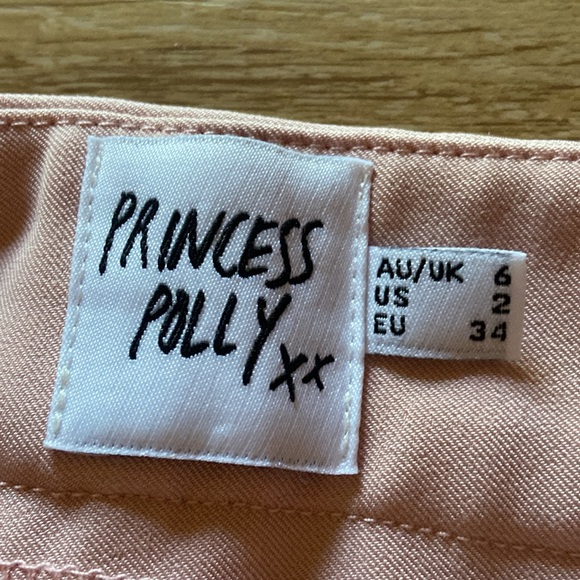 PRINCESS
POLLY xx
AU/UK 6
US 2
EU 34